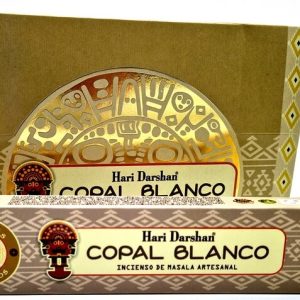 Hari Darshan®
COPAL BLANCO
Hari Darshan®
COPAL BLANCO
INCIENSO DE MASALA ARTESANAL